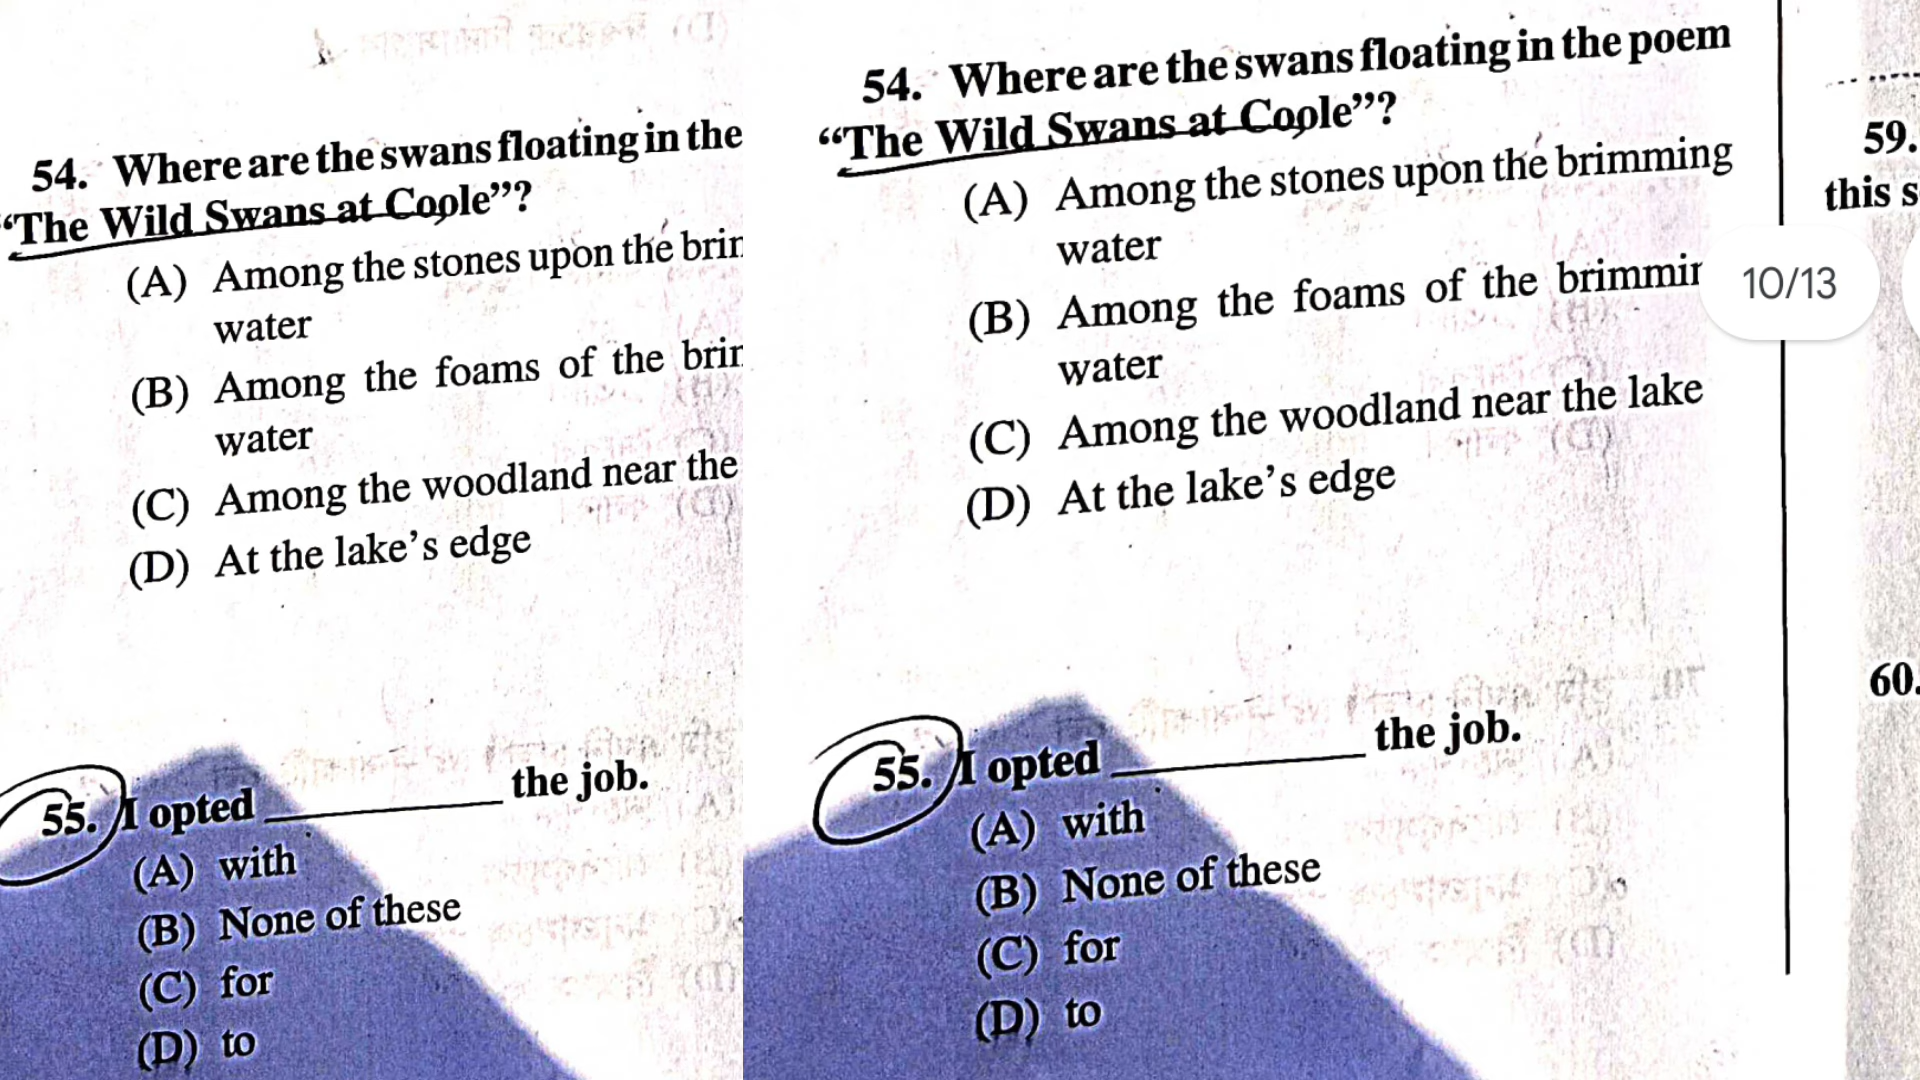 54. Where are the swans floating in the
“The Wild Swans at Coole”?
(A) Among the stones upon the brim
water
(B) Among the foams of the brim
water
(C) Among the woodland near the
(D) At the lake’s edge
55. I opted ________ the job.
(A) with
(B) None of these
(C) for
(D) to
54. Where are the swans floating in the poem
“The Wild Swans at Coole”?
(A) Among the stones upon the brimming
water
(B) Among the foams of the brimmin
water
(C) Among the woodland near the lake
(D) At the lake’s edge
55. I opted ________ the job.
(A) with
(B) None of these
(C) for
(D) to
59.
this s
10/13
60.